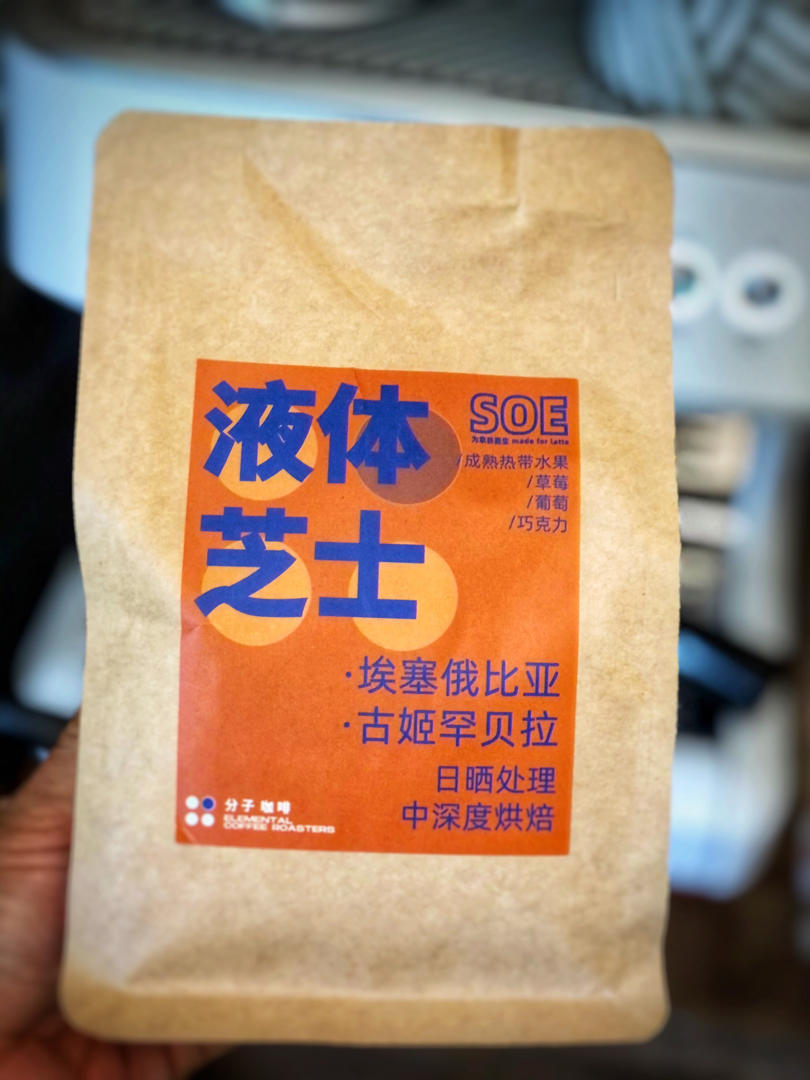 液体
芝士
SOE
为拿铁而生 made for latte
/成熟热带水果
/草莓
/葡萄
/巧克力
·埃塞俄比亚
·古姬罕贝拉
日晒处理
中深度烘焙
分子咖啡
ELEMENTAL
COFFEE ROASTERS